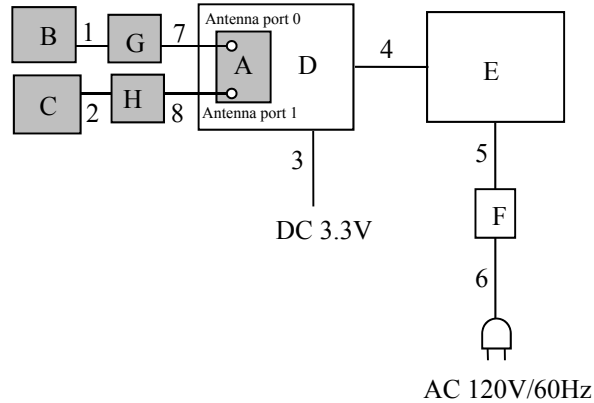 Antenna port 0
B 1 G 7 A D 4 E
C 2 H 8
Antenna port 1
3
DC 3.3V
5
F
6
AC 120V/60Hz